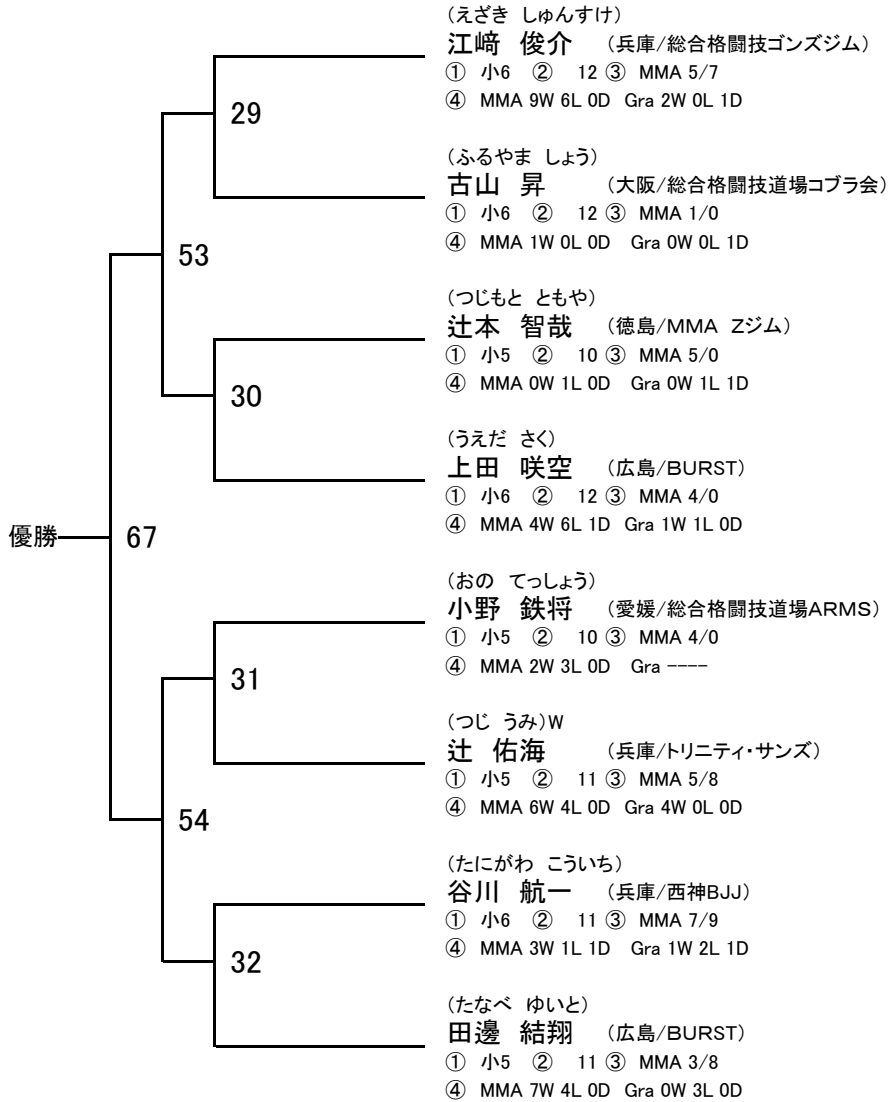 (えざき しゅんすけ)
江﨑 俊介 (兵庫/総合格闘技ゴンズジム)
① 小6 ② 12 ③ MMA 5/7
④ MMA 9W 6L 0D Gra 2W 0L 1D
29
(ふるやま しょう)
古山 昇 (大阪/総合格闘技道場コブラ会)
① 小6 ② 12 ③ MMA 1/0
④ MMA 1W 0L 0D Gra 0W 0L 1D
53
(つじもと ともや)
辻本 智哉 (徳島/MMA Zジム)
① 小5 ② 10 ③ MMA 5/0
④ MMA 0W 1L 0D Gra 0W 1L 1D
30
(うえだ さく)
上田 咲空 (広島/BURST)
① 小6 ② 12 ③ MMA 4/0
④ MMA 4W 6L 1D Gra 1W 1L 0D
優勝 67
(おの てっしょう)
小野 鉄将 (愛媛/総合格闘技道場ARMS)
① 小5 ② 10 ③ MMA 4/0
④ MMA 2W 3L 0D Gra ----
31
(つじ うみ)W
辻 佑海 (兵庫/トリニティ・サンズ)
① 小5 ② 11 ③ MMA 5/8
④ MMA 6W 4L 0D Gra 4W 0L 0D
54
(たにがわ こういち)
谷川 航一 (兵庫/西神BJJ)
① 小6 ② 11 ③ MMA 7/9
④ MMA 3W 1L 1D Gra 1W 2L 1D
32
(たなべ ゆいと)
田邊 結翔 (広島/BURST)
① 小5 ② 11 ③ MMA 3/8
④ MMA 7W 4L 0D Gra 0W 3L 0D